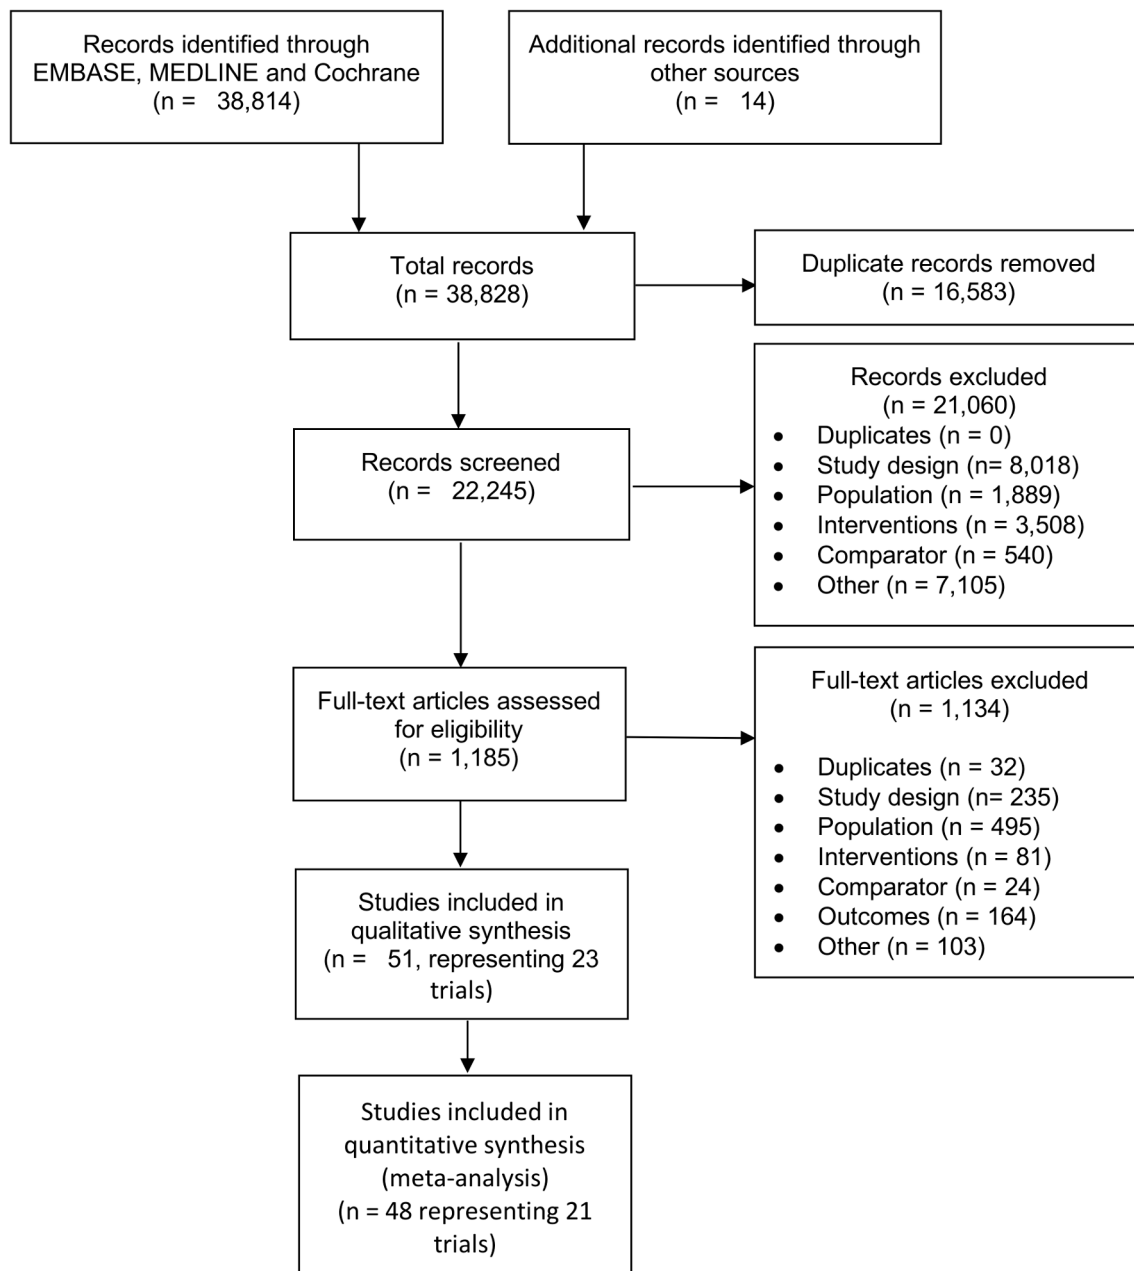 Records identified through
EMBASE, MEDLINE and Cochrane
(n =   38,814)
Additional records identified through
other sources
(n =   14)
Total records
(n = 38,828)
Duplicate records removed
(n = 16,583)
Records screened
(n =   22,245)
Records excluded
(n = 21,060)
• Duplicates (n = 0)
• Study design (n= 8,018)
• Population (n = 1,889)
• Interventions (n = 3,508)
• Comparator (n = 540)
• Other (n = 7,105)
Full-text articles assessed
for eligibility
(n = 1,185)
Full-text articles excluded
(n = 1,134)
• Duplicates (n = 32)
• Study design (n= 235)
• Population (n = 495)
• Interventions (n = 81)
• Comparator (n = 24)
• Outcomes (n = 164)
• Other (n = 103)
Studies included in
qualitative synthesis
(n =   51, representing 23
trials)
Studies included in
quantitative synthesis
(meta-analysis)
(n = 48 representing 21
trials)